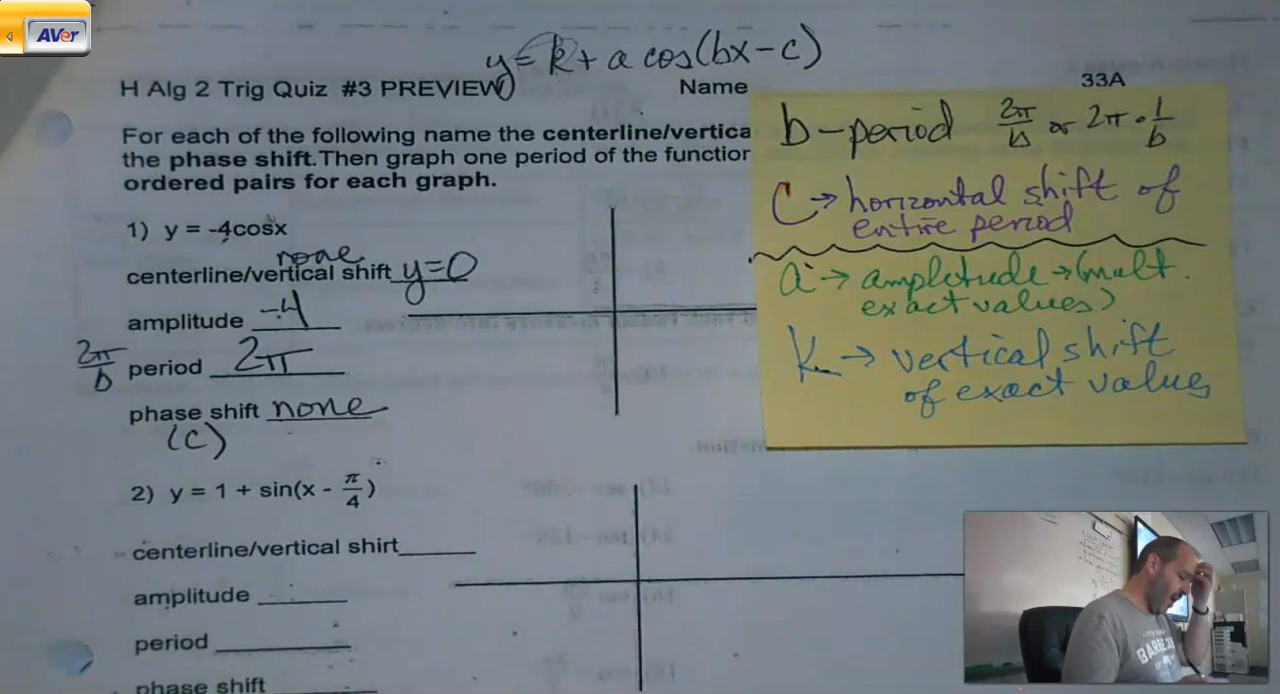 AVer
y = k + a cos(bx - c)
H Alg 2 Trig Quiz #3 PREVIEW
Name
33A
For each of the following name the centerline/vertica
the phase shift.Then graph one period of the function
ordered pairs for each graph.
1) y = -4cosx
none
centerline/vertical shift y=0
amplitude -4
2π/b period 2π
phase shift none
(c)
2) y = 1 + sin(x - π/4)
centerline/vertical shirt
amplitude
period
phase shift
b-period 2π/b or 2π · 1/b
C → horizontal shift of
entire period
a → ampletude → (mult.
exact values)
K → vertical shift
of exact values